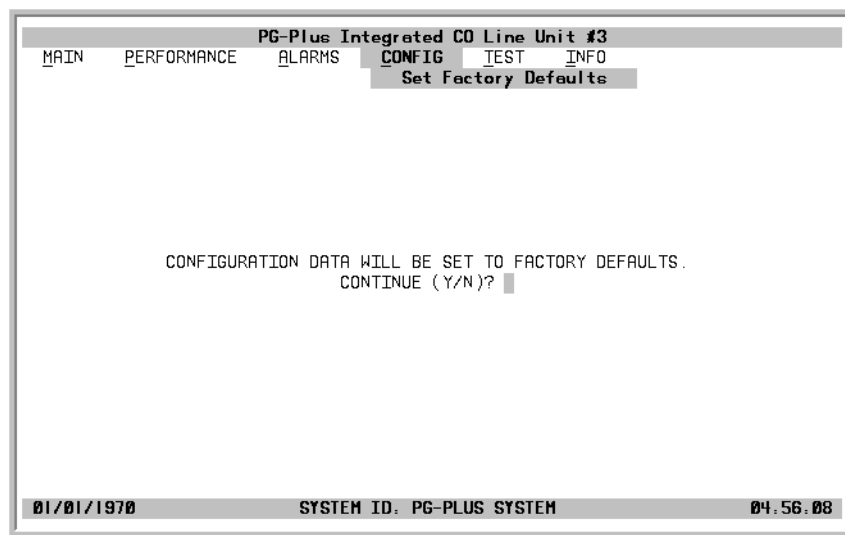 PG-Plus Integrated CO Line Unit #3
MAIN PERFORMANCE ALARMS CONFIG TEST INFO
Set Factory Defaults
CONFIGURATION DATA WILL BE SET TO FACTORY DEFAULTS.
CONTINUE (Y/N)?
01/01/1970 SYSTEM ID: PG-PLUS SYSTEM 04:56:08